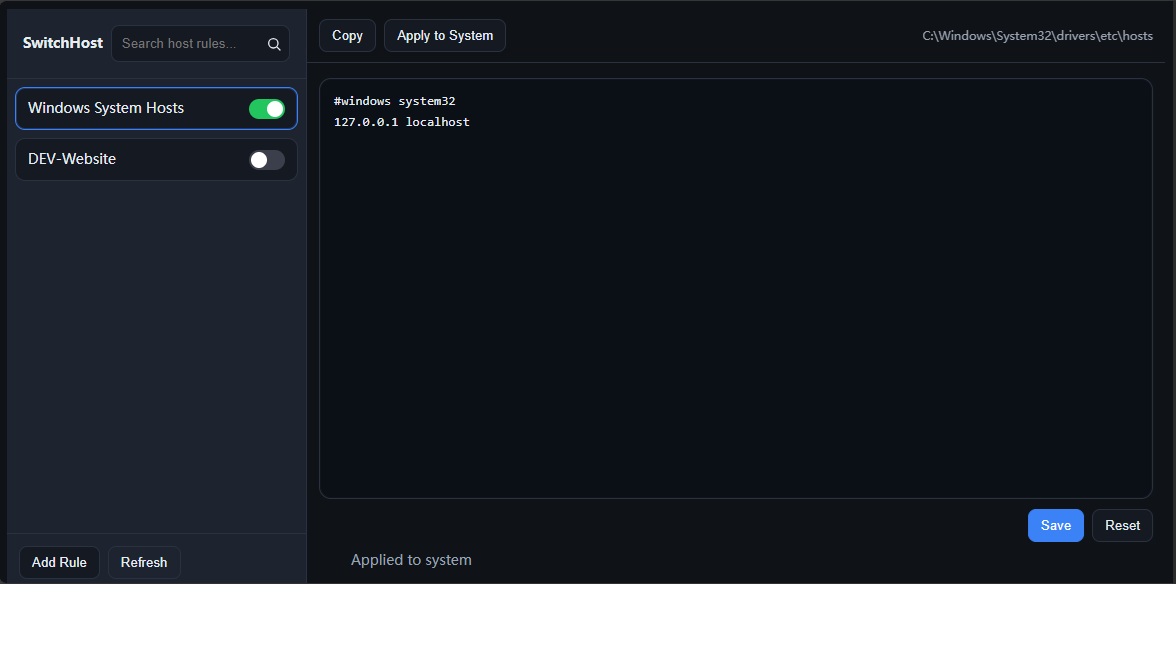 SwitchHost
Search host rules...
Windows System Hosts
DEV-Website
Add Rule
Refresh
Copy
Apply to System
C:\Windows\System32\drivers\etc\hosts
#windows system32
127.0.0.1 localhost
Save
Reset
Applied to system